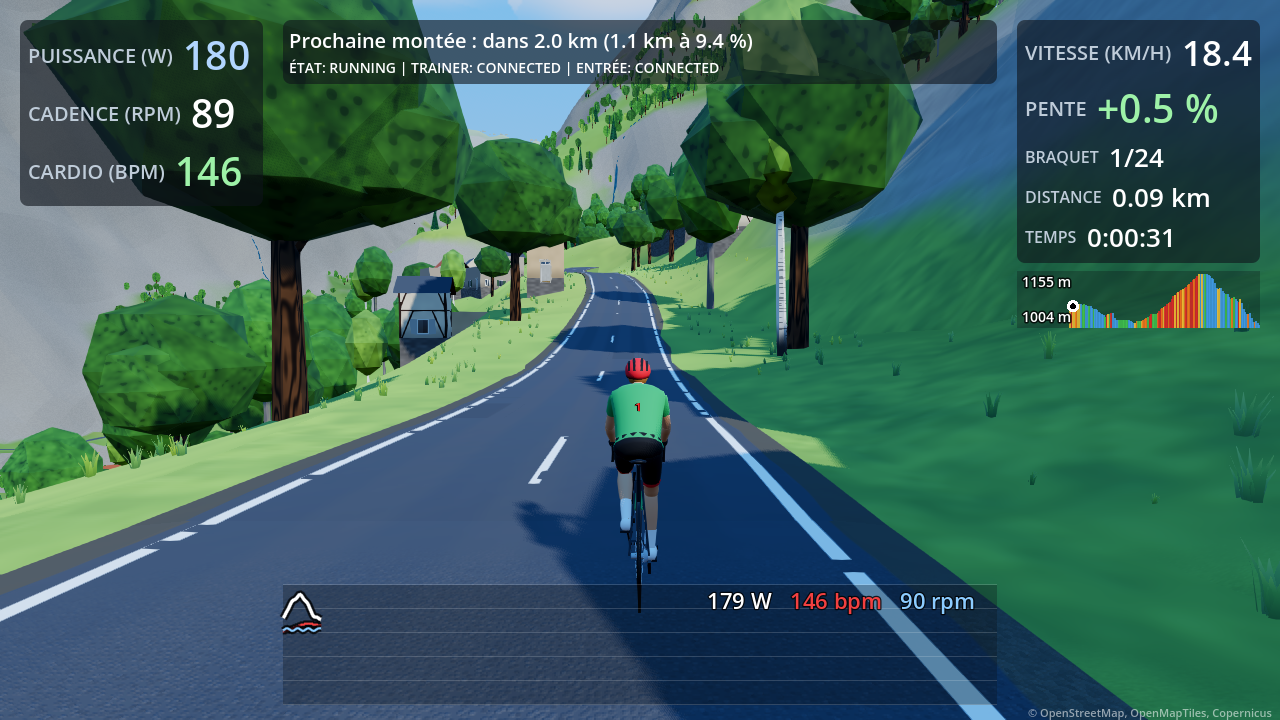 PUISSANCE (W) 180
CADENCE (RPM) 89
CARDIO (BPM) 146
Prochaine montée : dans 2.0 km (1.1 km à 9.4 %)
ÉTAT: RUNNING | TRAINER: CONNECTED | ENTRÉE: CONNECTED
VITESSE (KM/H) 18.4
PENTE +0.5 %
BRAQUET 1/24
DISTANCE 0.09 km
TEMPS 0:00:31
1155 m
1004 m
1
179 W 146 bpm 90 rpm
© OpenStreetMap, OpenMapTiles, Copernicus